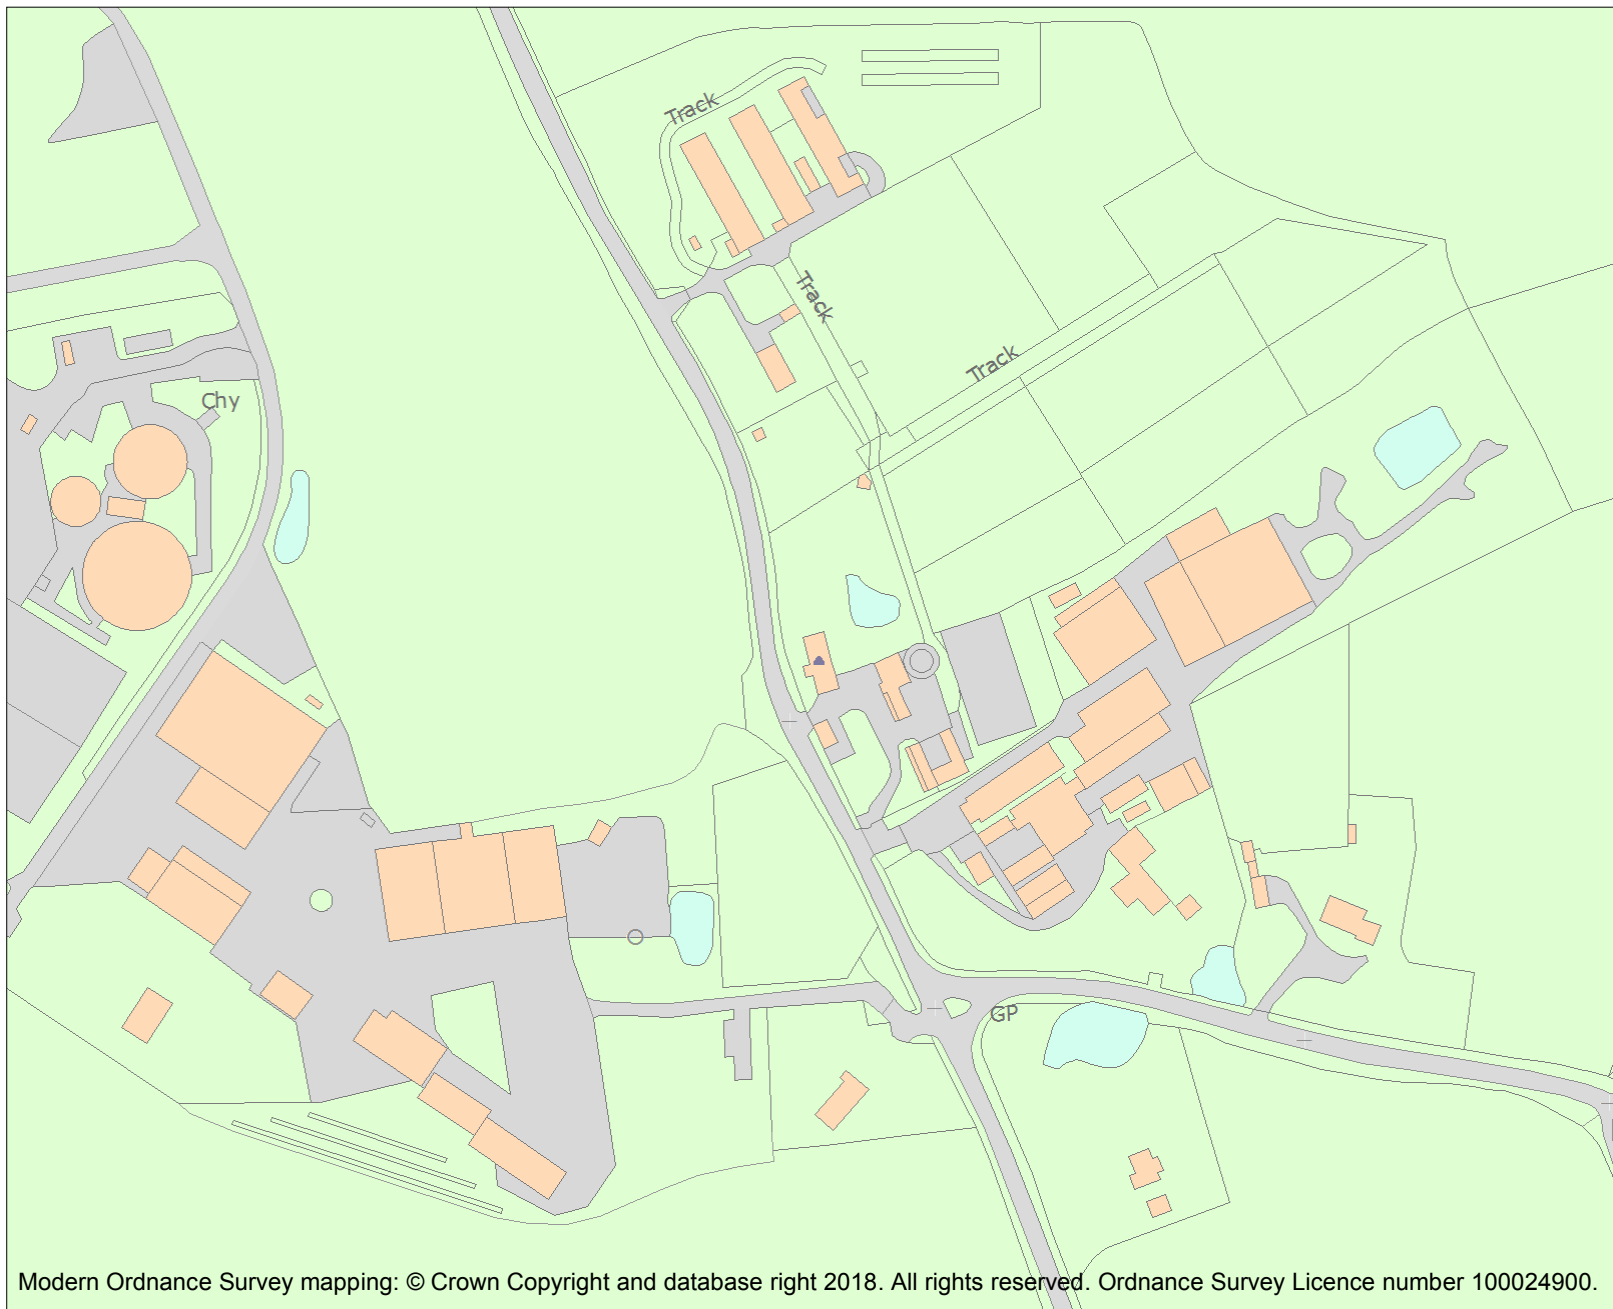 Track
Track
Track
Chy
GP
Modern Ordnance Survey mapping: © Crown Copyright and database right 2018. All rights reserved. Ordnance Survey Licence number 100024900.